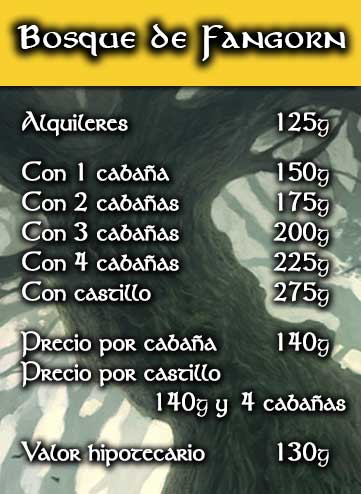 Bosque de Fangorn
Alquileres 125g
Con 1 cabaña 150g
Con 2 cabañas 175g
Con 3 cabañas 200g
Con 4 cabañas 225g
Con castillo 275g
Precio por cabaña 140g
Precio por castillo
140g y 4 cabañas
Valor hipotecario 130g